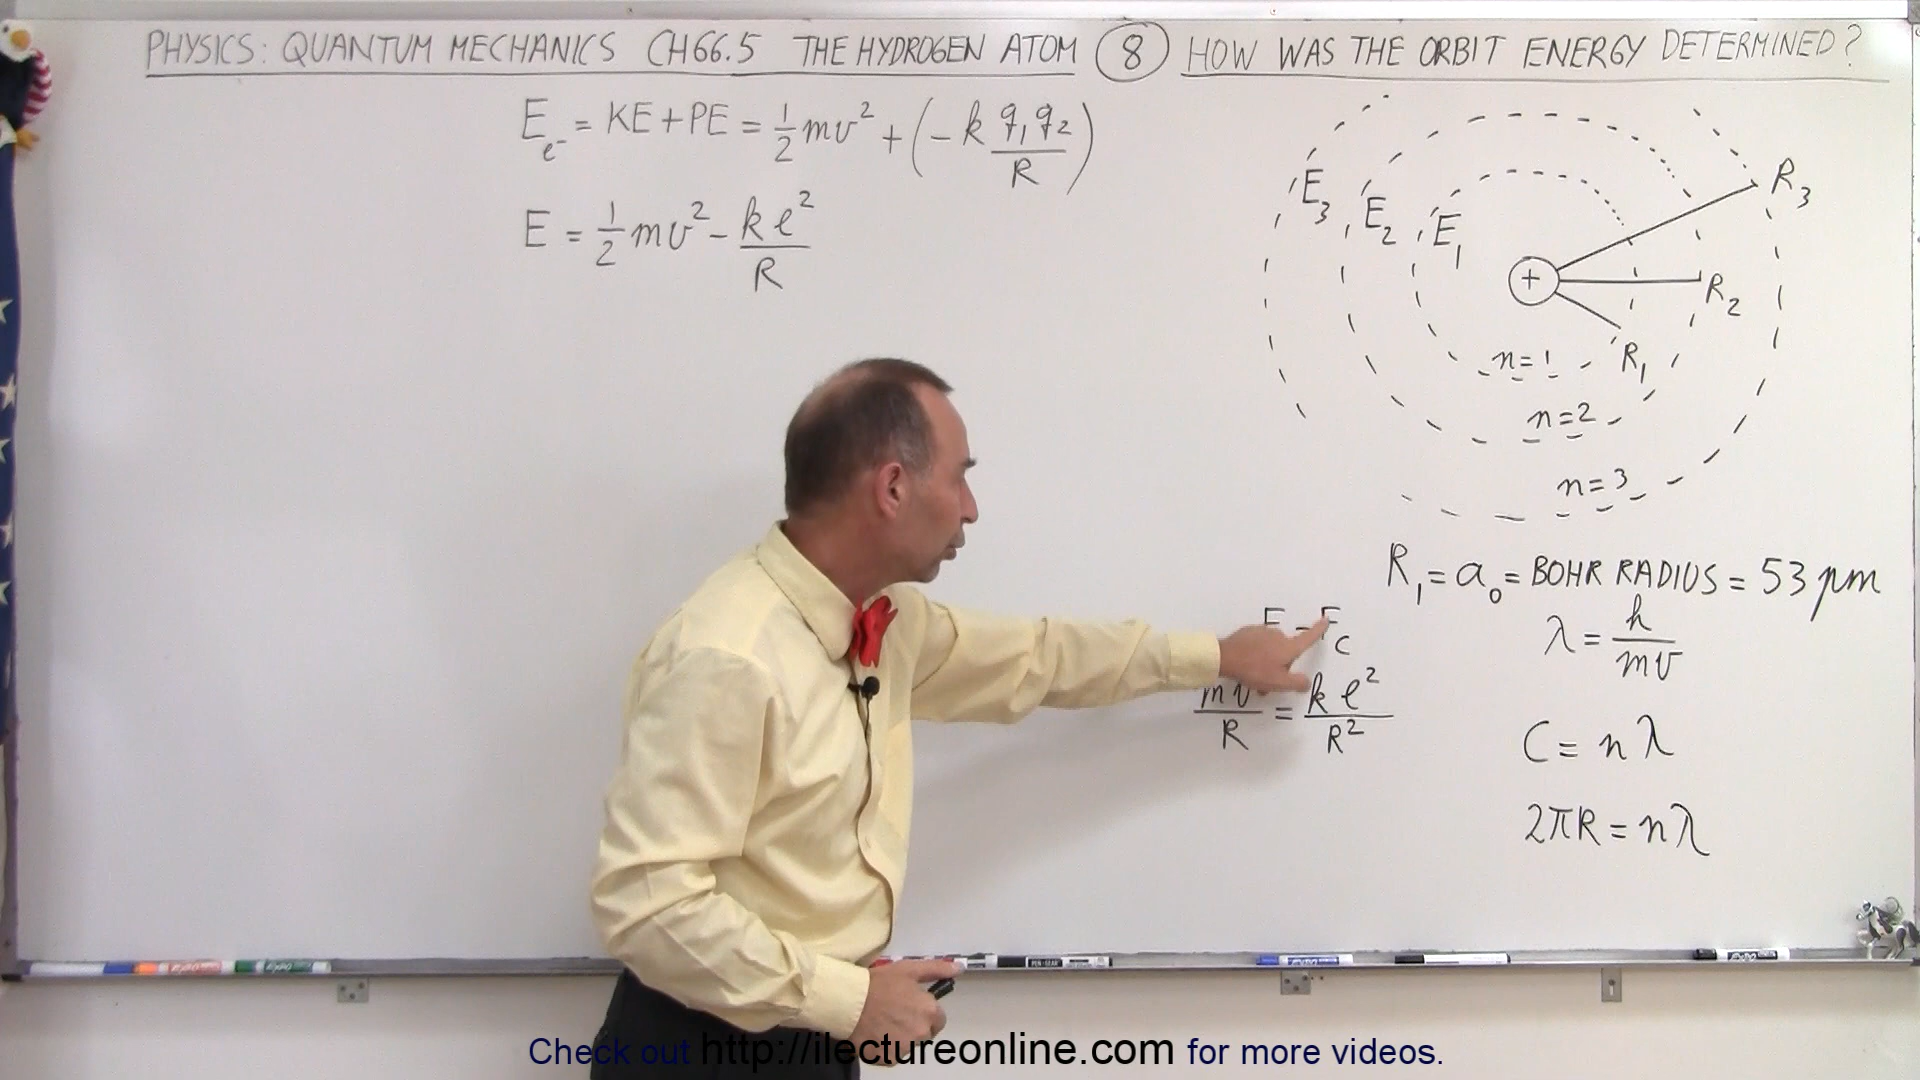 PHYSICS: QUANTUM MECHANICS CH66.5 THE HYDROGEN ATOM 8 HOW WAS THE ORBIT ENERGY DETERMINED?
E_e⁻ = KE + PE = 1/2 mv² + (-k q₁q₂/R)
E = 1/2 mv² - ke²/R
E₃ E₂ E₁
+
R₃
R₂
R₁
n=1
n=2
n=3
R₁ = a₀ = BOHR RADIUS = 53 pm
F = F_C
mv/R = ke²/R²
λ = h/mv
C = nλ
2πR = nλ
Check out http://ilectureonline.com for more videos.